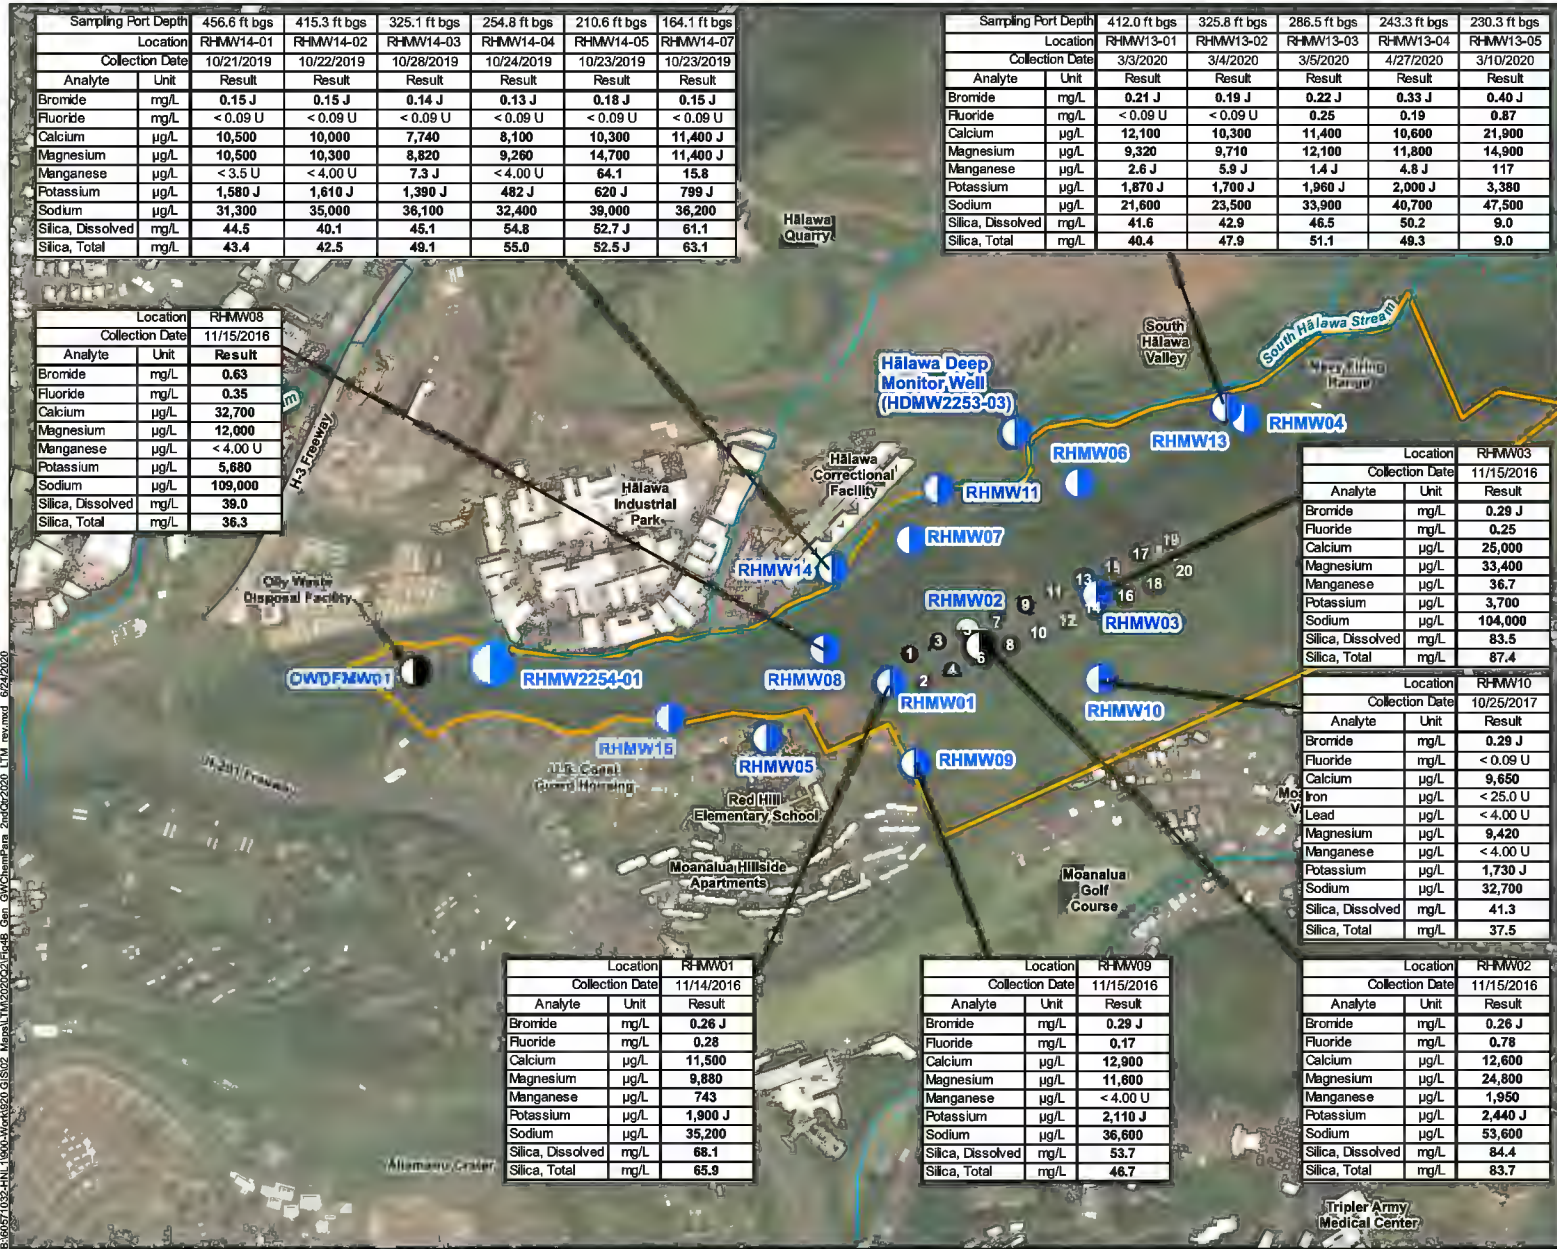 Sampling Port Depth 456.6 ft bgs 415.3 ft bgs 325.1 ft bgs 254.8 ft bgs 210.6 ft bgs 164.1 ft bgs
Location RHMW14-01 RHMW14-02 RHMW14-03 RHMW14-04 RHMW14-05 RHMW14-07
Collection Date 10/21/2019 10/22/2019 10/28/2019 10/24/2019 10/23/2019 10/23/2019
Analyte Unit Result Result Result Result Result Result
Bromide mg/L 0.15 J 0.15 J 0.14 J 0.13 J 0.18 J 0.15 J
Fluoride mg/L < 0.09 U < 0.09 U < 0.09 U < 0.09 U < 0.09 U < 0.09 U
Calcium µg/L 10,500 10,000 7,740 8,100 10,300 11,400 J
Magnesium µg/L 10,500 10,300 8,820 9,260 14,700 11,400 J
Manganese µg/L < 3.5 U < 4.00 U 7.3 J < 4.00 U 64.1 15.8
Potassium µg/L 1,580 J 1,610 J 1,390 J 482 J 620 J 799 J
Sodium µg/L 31,300 35,000 36,100 32,400 39,000 36,200
Silica, Dissolved mg/L 44.5 40.1 45.1 54.8 52.7 J 61.1
Silica, Total mg/L 43.4 42.5 49.1 55.0 52.5 J 63.1
Sampling Port Depth 412.0 ft bgs 325.8 ft bgs 286.5 ft bgs 243.3 ft bgs 230.3 ft bgs
Location RHMW13-01 RHMW13-02 RHMW13-03 RHMW13-04 RHMW13-05
Collection Date 3/3/2020 3/4/2020 3/5/2020 4/27/2020 3/10/2020
Analyte Unit Result Result Result Result Result
Bromide mg/L 0.21 J 0.19 J 0.22 J 0.33 J 0.40 J
Fluoride mg/L < 0.09 U < 0.09 U 0.25 0.19 0.87
Calcium µg/L 12,100 10,300 11,400 10,600 21,900
Magnesium µg/L 9,320 9,710 12,100 11,800 14,900
Manganese µg/L 2.6 J 5.9 J 1.4 J 4.8 J 117
Potassium µg/L 1,870 J 1,700 J 1,960 J 2,000 J 3,380
Sodium µg/L 21,600 23,500 33,900 40,700 47,500
Silica, Dissolved mg/L 41.6 42.9 46.5 50.2 9.0
Silica, Total mg/L 40.4 47.9 51.1 49.3 9.0
Hālawa
Quarry
Location RHMW08
Collection Date 11/15/2016
Analyte Unit Result
Bromide mg/L 0.63
Fluoride mg/L 0.35
Calcium µg/L 32,700
Magnesium µg/L 12,000
Manganese µg/L < 4.00 U
Potassium µg/L 5,680
Sodium µg/L 109,000
Silica, Dissolved mg/L 39.0
Silica, Total mg/L 36.3
H-3 Freeway
South
Hālawa
Valley
South Hālawa Stream
Navy Firing
Range
Hālawa Deep
Monitor Well
(HDMW2253-03)
RHMW13
RHMW04
RHMW06
RHMW11
RHMW07
Hālawa
Correctional
Facility
Hālawa
Industrial
Park
RHMW14
Oily Waste
Disposal Facility
OWDFMW01
RHMW2254-01
RHMW08
RHMW02
RHMW03
RHMW01
RHMW10
RHMW15
RHMW05
RHMW09
1 2 3 4 5 6 7 8 9 10 11 12 13 14 15 16 17 18 19 20
Location RHMW03
Collection Date 11/15/2016
Analyte Unit Result
Bromide mg/L 0.29 J
Fluoride mg/L 0.25
Calcium µg/L 25,000
Magnesium µg/L 33,400
Manganese µg/L 36.7
Potassium µg/L 3,700
Sodium µg/L 104,000
Silica, Dissolved mg/L 83.5
Silica, Total mg/L 87.4
Location RHMW10
Collection Date 10/25/2017
Analyte Unit Result
Bromide mg/L 0.29 J
Fluoride mg/L < 0.09 U
Calcium µg/L 9,650
Iron µg/L < 25.0 U
Lead µg/L < 4.00 U
Magnesium µg/L 9,420
Manganese µg/L < 4.00 U
Potassium µg/L 1,730 J
Sodium µg/L 32,700
Silica, Dissolved mg/L 41.3
Silica, Total mg/L 37.5
U.S. Coast
Guard Housing
Red Hill
Elementary School
Moanalua Hillside
Apartments
Moanalua
Golf
Course
Location RHMW01
Collection Date 11/14/2016
Analyte Unit Result
Bromide mg/L 0.26 J
Fluoride mg/L 0.28
Calcium µg/L 11,500
Magnesium µg/L 9,880
Manganese µg/L 743
Potassium µg/L 1,900 J
Sodium µg/L 35,200
Silica, Dissolved mg/L 68.1
Silica, Total mg/L 65.9
Location RHMW09
Collection Date 11/15/2016
Analyte Unit Result
Bromide mg/L 0.29 J
Fluoride mg/L 0.17
Calcium µg/L 12,900
Magnesium µg/L 11,600
Manganese µg/L < 4.00 U
Potassium µg/L 2,110 J
Sodium µg/L 36,600
Silica, Dissolved mg/L 53.7
Silica, Total mg/L 46.7
Location RHMW02
Collection Date 11/15/2016
Analyte Unit Result
Bromide mg/L 0.26 J
Fluoride mg/L 0.78
Calcium µg/L 12,600
Magnesium µg/L 24,800
Manganese µg/L 1,950
Potassium µg/L 2,440 J
Sodium µg/L 53,600
Silica, Dissolved mg/L 84.4
Silica, Total mg/L 83.7
Aliamanu Crater
Tripler Army
Medical Center